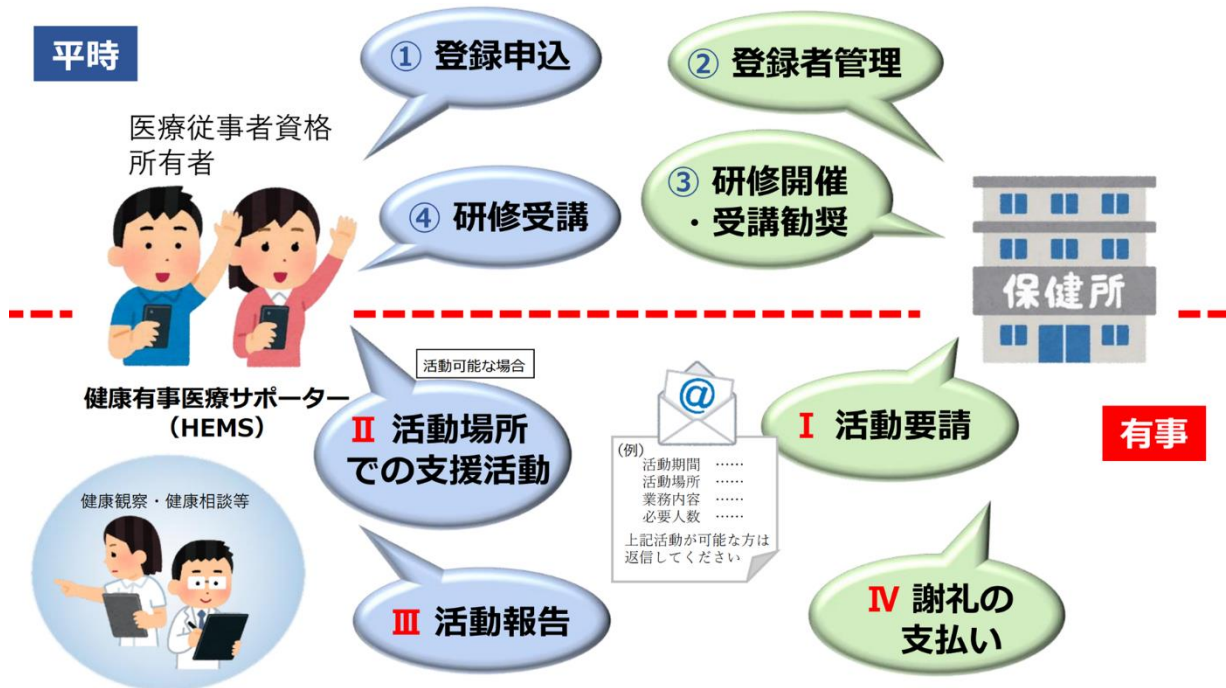 平時
① 登録申込
② 登録者管理
医療従事者資格
所有者
③ 研修開催
・受講勧奨
④ 研修受講
保健所
活動可能な場合
健康有事医療サポーター
(HEMS)
Ⅱ 活動場所
での支援活動
@
Ⅰ 活動要請
有事
(例)
活動期間 ……
活動場所 ……
業務内容 ……
必要人数 ……
上記活動が可能な方は
返信してください
健康観察・健康相談等
Ⅲ 活動報告
Ⅳ 謝礼の
支払い